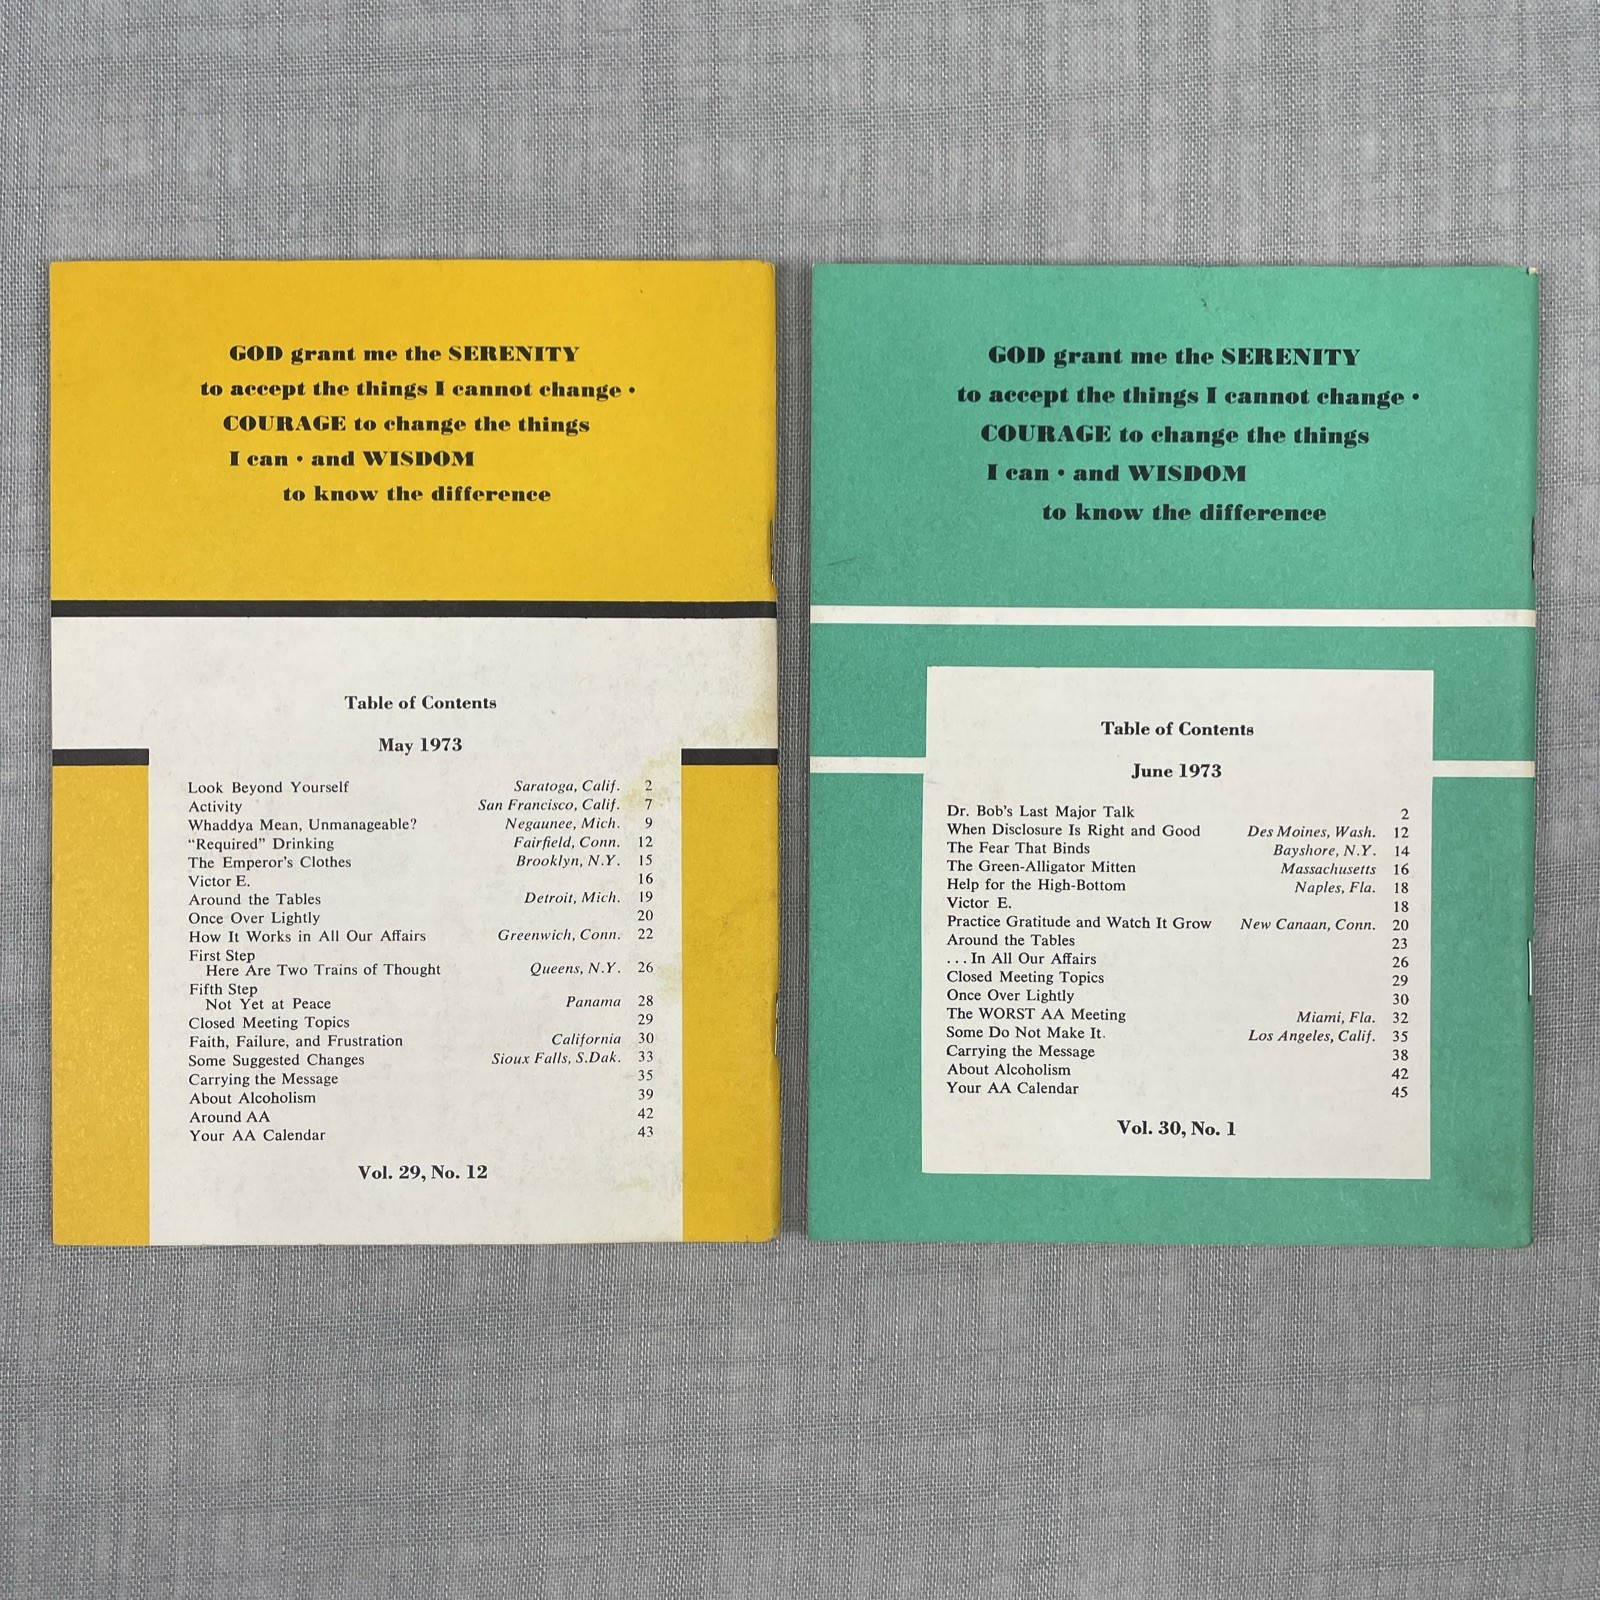 GOD grant me the SERENITY
to accept the things I cannot change •
COURAGE to change the things
I can • and WISDOM
to know the difference
Table of Contents
May 1973
Look Beyond Yourself Saratoga, Calif. 2
Activity San Francisco, Calif. 7
Whaddya Mean, Unmanageable? Negaunee, Mich. 9
“Required” Drinking Fairfield, Conn. 12
The Emperor's Clothes Brooklyn, N.Y. 15
Victor E. 16
Around the Tables Detroit, Mich. 19
Once Over Lightly 20
How It Works in All Our Affairs Greenwich, Conn. 22
First Step
Here Are Two Trains of Thought Queens, N.Y. 26
Fifth Step
Not Yet at Peace Panama 28
Closed Meeting Topics 29
Faith, Failure, and Frustration California 30
Some Suggested Changes Sioux Falls, S.Dak. 33
Carrying the Message 35
About Alcoholism 39
Around AA 42
Your AA Calendar 43
Vol. 29, No. 12
GOD grant me the SERENITY
to accept the things I cannot change •
COURAGE to change the things
I can • and WISDOM
to know the difference
Table of Contents
June 1973
Dr. Bob's Last Major Talk 2
When Disclosure Is Right and Good Des Moines, Wash. 12
The Fear That Binds Bayshore, N.Y. 14
The Green-Alligator Mitten Massachusetts 16
Help for the High-Bottom Naples, Fla. 18
Victor E. 18
Practice Gratitude and Watch It Grow New Canaan, Conn. 20
Around the Tables 23
. . . In All Our Affairs 26
Closed Meeting Topics 29
Once Over Lightly 30
The WORST AA Meeting Miami, Fla. 32
Some Do Not Make It. Los Angeles, Calif. 35
Carrying the Message 38
About Alcoholism 42
Your AA Calendar 45
Vol. 30, No. 1